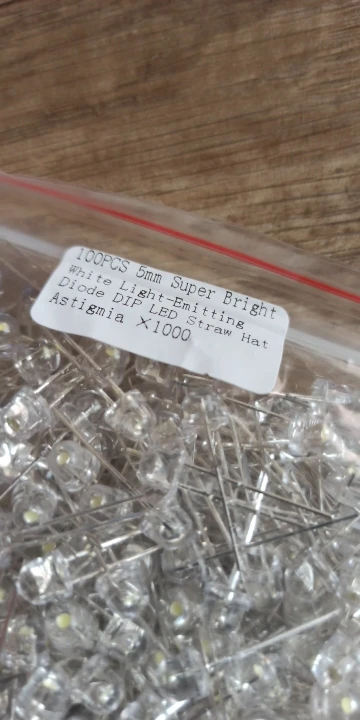 100PCS 5mm Super Bright
White Light-Emitting
Diode DIP LED Straw Hat
Astigmia X1000